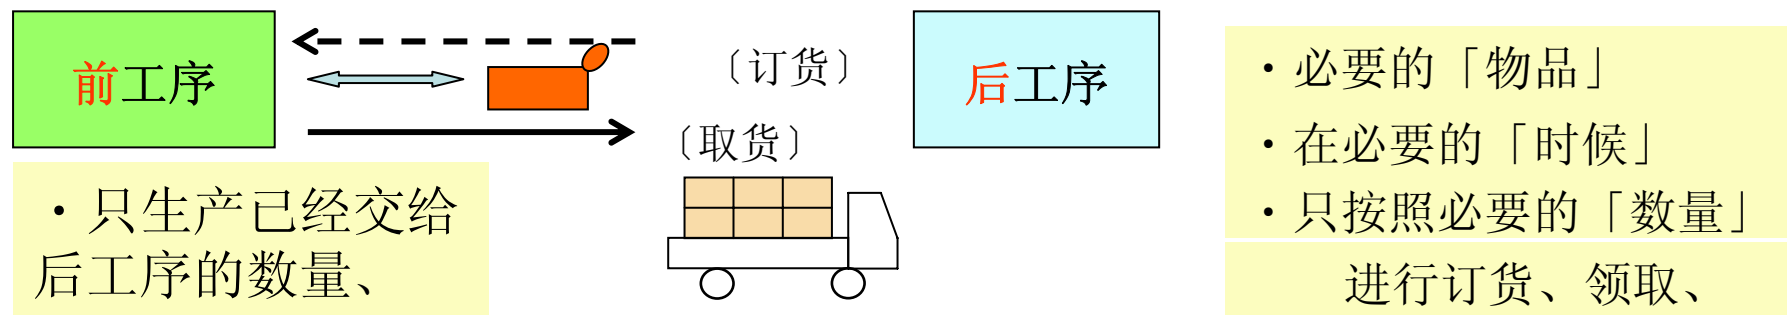 前工序
〔订货〕
〔取货〕
后工序
・只生产已经交给
后工序的数量、
・必要的「物品」
・在必要的「时候」
・只按照必要的「数量」
进行订货、领取、